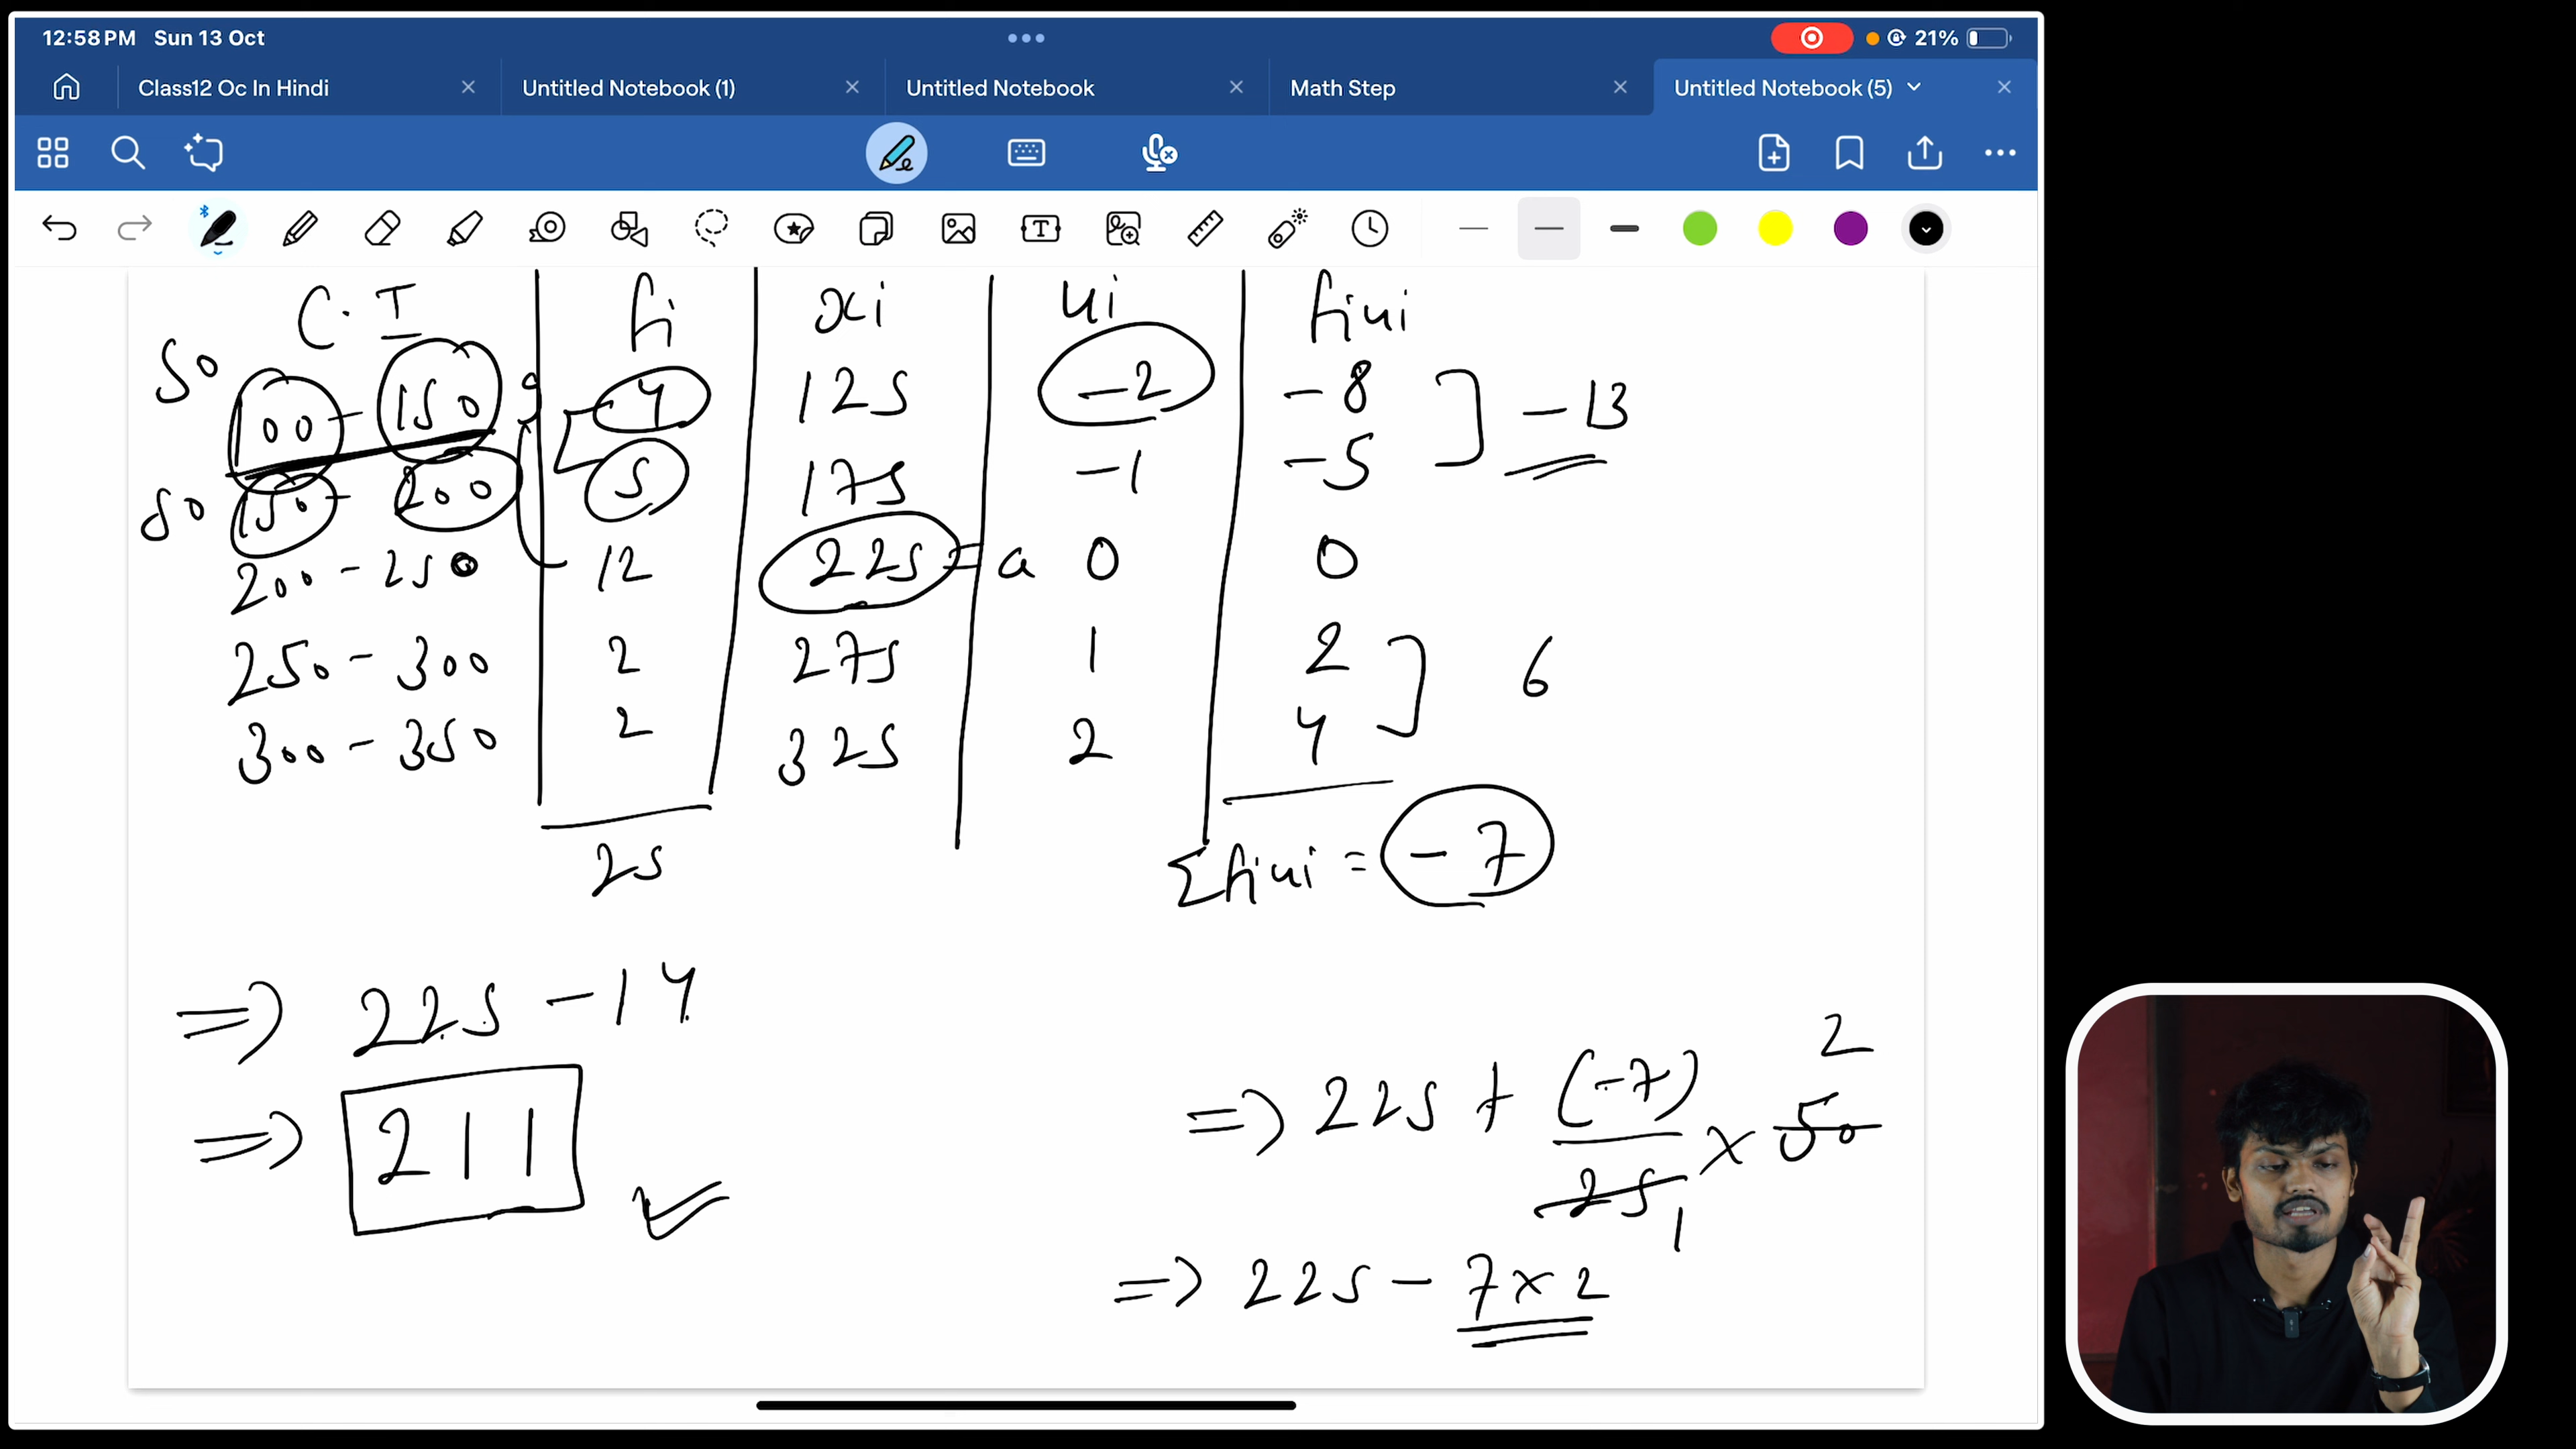 12:58 PM Sun 13 Oct
21%
Class12 Oc In Hindi
Untitled Notebook (1)
Untitled Notebook
Math Step
Untitled Notebook (5)
C.I fi xi ui fiui
50 100 - 150 9 4 125 -2 -8
-13
50 150 - 200 5 175 -1 -5
200 - 250 12 225 = a 0 0
250 - 300 2 275 1 2
6
300 - 350 2 325 2 4
25 Σfiui = -7
=> 225 - 14
=> 211
=> 225 + (-7)/25 × 50
2
1
=> 225 - 7 × 2